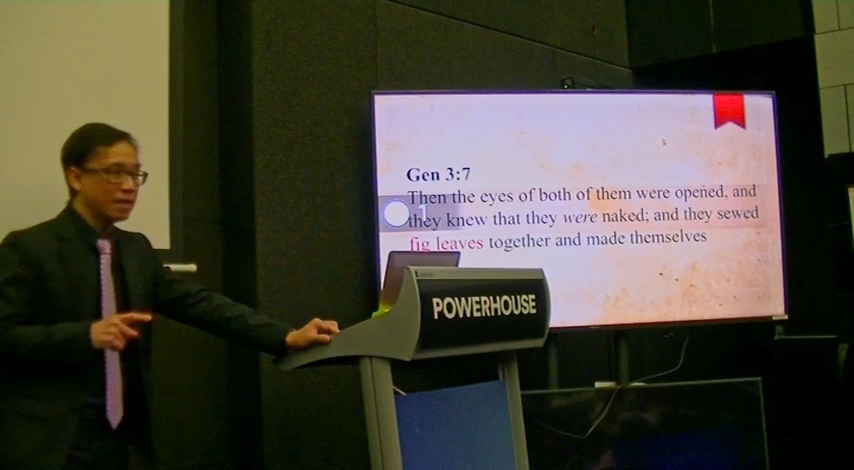 Gen 3:7
Then the eyes of both of them were opened, and
they knew that they were naked; and they sewed
fig leaves together and made themselves
POWERHOUSE